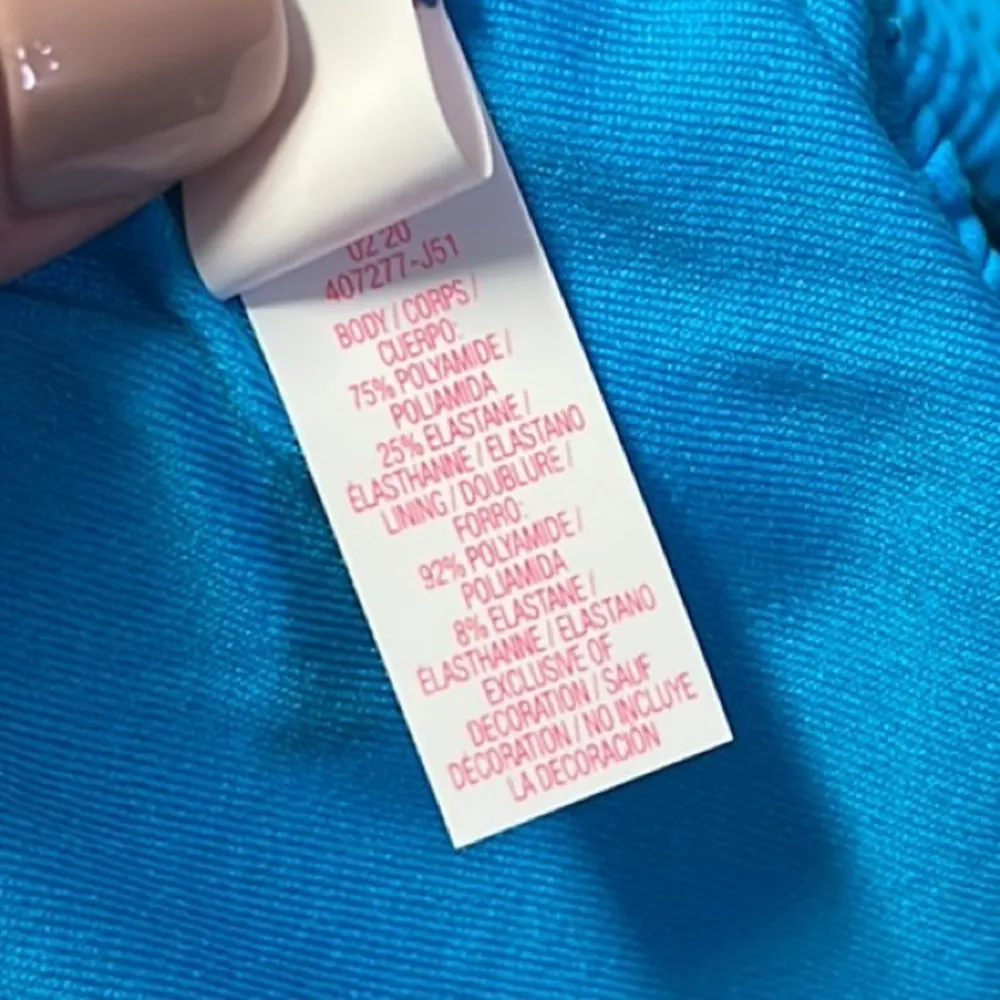 02'20
407277-J51
BODY / CORPS /
CUERPO:
75% POLYAMIDE /
POLIAMIDA
25% ELASTANE /
ÉLASTHANNE / ELASTANO
LINING / DOUBLURE /
FORRO:
92% POLYAMIDE /
POLIAMIDA
8% ELASTANE /
ÉLASTHANNE / ELASTANO
EXCLUSIVE OF
DECORATION / SAUF
DÉCORATION / NO INCLUYE
LA DECORACIÓN